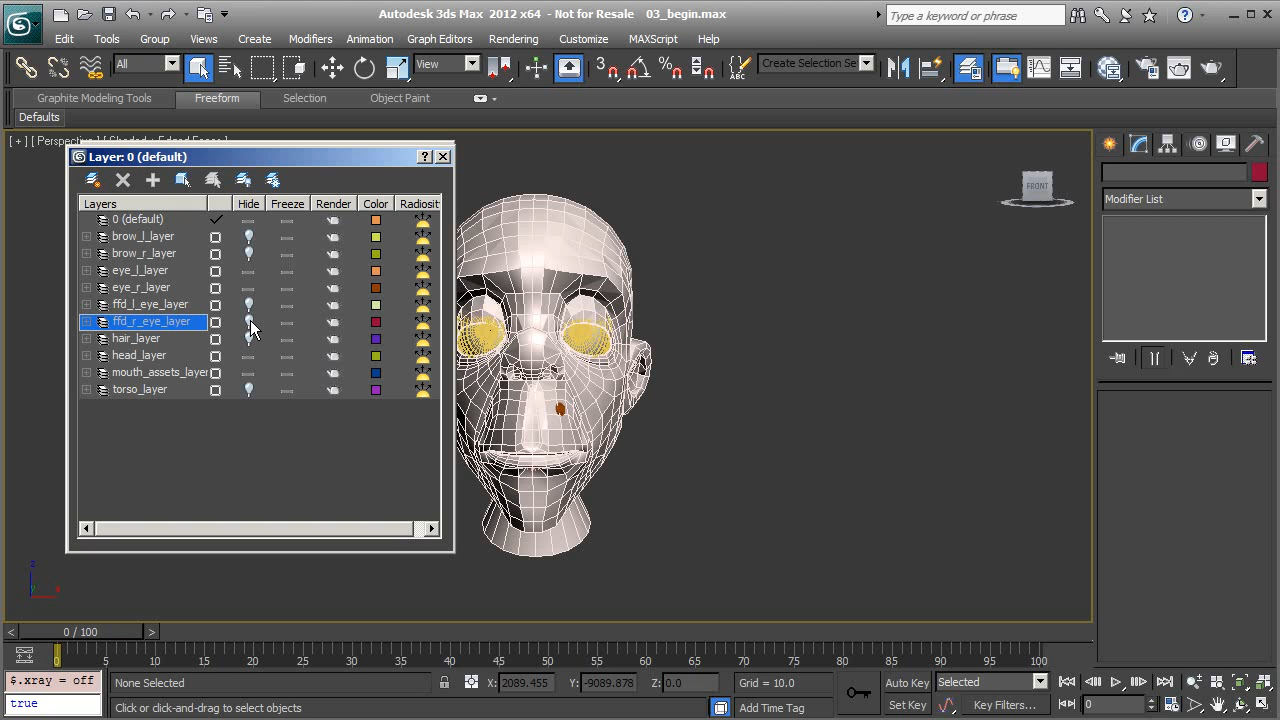 Autodesk 3ds Max 2012 x64 - Not for Resale 03_begin.max
Type a keyword or phrase
Edit Tools Group Views Create Modifiers Animation Graph Editors Rendering Customize MAXScript Help
All View 3 Create Selection Se
Graphite Modeling Tools Freeform Selection Object Paint
Defaults
[ + ] [ Perspective ] [ Shaded + Edged Faces ]
Layer: 0 (default)
Layers Hide Freeze Render Color Radiosit
0 (default)
brow_l_layer
brow_r_layer
eye_l_layer
eye_r_layer
ffd_l_eye_layer
ffd_r_eye_layer
hair_layer
head_layer
mouth_assets_layer
torso_layer
FRONT
Modifier List
z
y x
< 0 / 100 >
0 5 10 15 20 25 30 35 40 45 50 55 60 65 70 75 80 85 90 95 100
$.xray = off
true
None Selected X: 2089.455 Y: -9089.878 Z: 0.0 Grid = 10.0 Auto Key Selected
Click or click-and-drag to select objects Add Time Tag Set Key Key Filters... 0